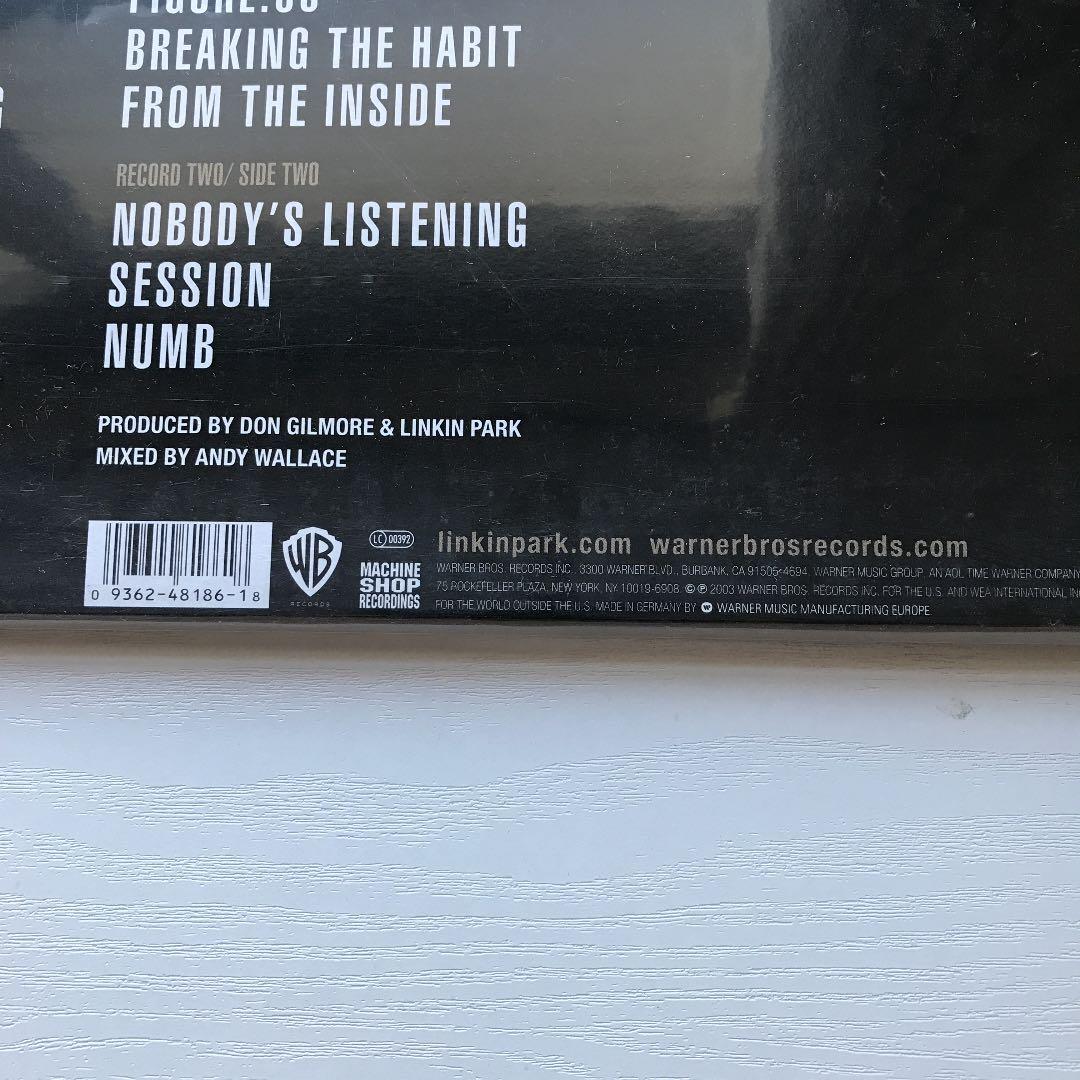 FIGURE.09
BREAKING THE HABIT
FROM THE INSIDE
RECORD TWO/ SIDE TWO
NOBODY'S LISTENING
SESSION
NUMB
PRODUCED BY DON GILMORE & LINKIN PARK
MIXED BY ANDY WALLACE
0 9362-48186-1 8
WB
RECORDS
LC 00392
MACHINE
SHOP
RECORDINGS
linkinpark.com warnerbrosrecords.com
WARNER BROS. RECORDS INC., 3300 WARNER BLVD., BURBANK, CA 91505-4694. WARNER MUSIC GROUP, AN AOL TIME WARNER COMPANY
75 ROCKEFELLER PLAZA, NEW YORK, NY 10019-6908. © ℗ 2003 WARNER BROS. RECORDS INC. FOR THE U.S. AND WEA INTERNATIONAL
FOR THE WORLD OUTSIDE THE U.S. MADE IN GERMANY BY WARNER MUSIC MANUFACTURING EUROPE